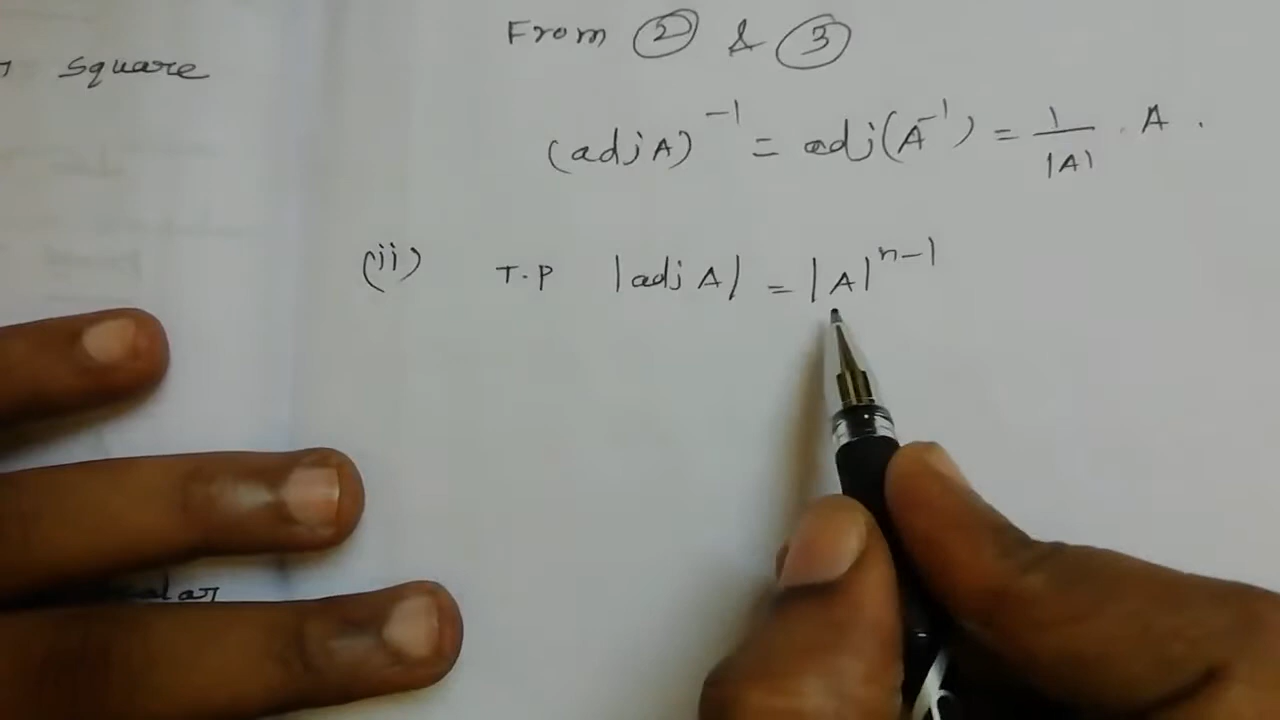 square
From ② & ③
(adj A)⁻¹ = adj(A⁻¹) = 1/|A| . A .
(ii) T.P |adj A| = |A|ⁿ⁻¹